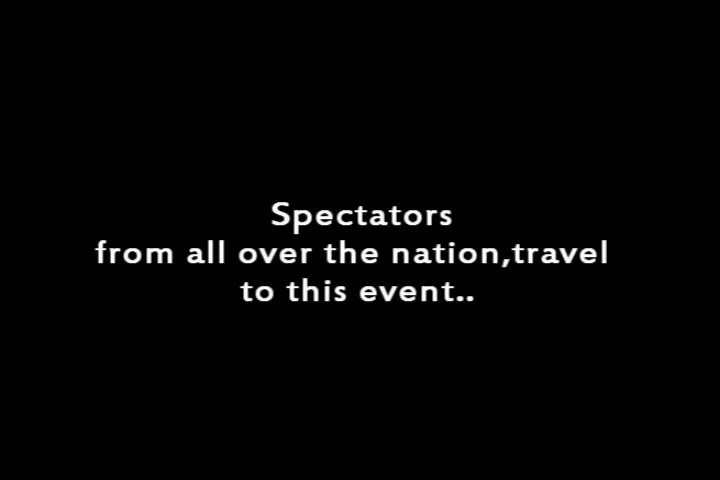 Spectators
from all over the nation,travel
to this event..